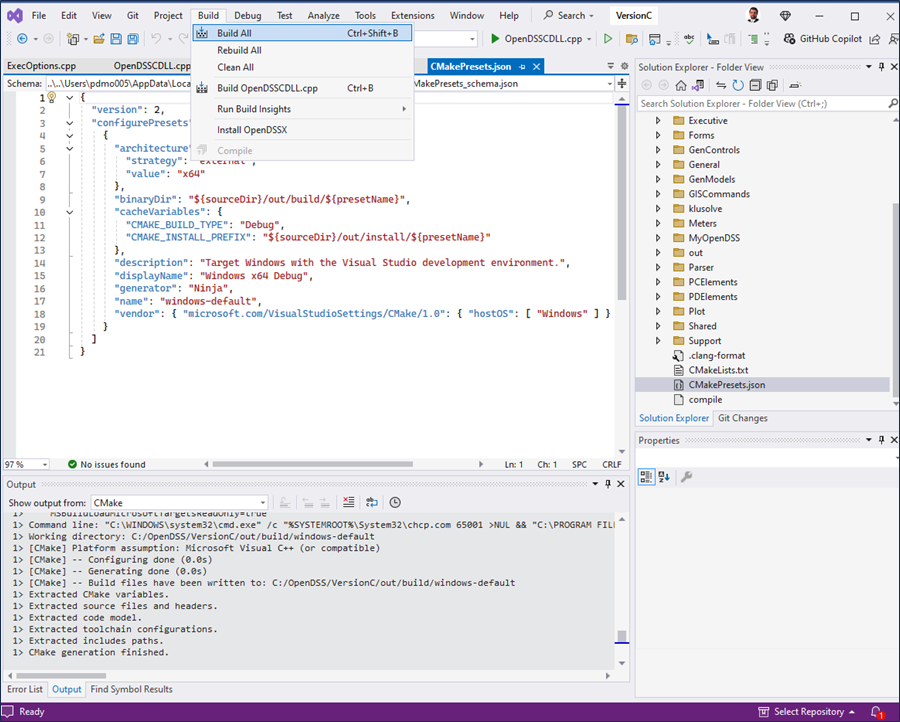 File Edit View Git Project Build Debug Test Analyze Tools Extensions Window Help Search VersionC
OpenDSSCDLL.cpp GitHub Copilot
Build All Ctrl+Shift+B
Rebuild All
Clean All
Build OpenDSSCDLL.cpp Ctrl+B
Run Build Insights
Install OpenDSSX
Compile
ExecOptions.cpp OpenDSSCDLL.cpp CMakePresets.json
Schema: ..\..\Users\pdmo005\AppData\Loca MakePresets_schema.json
1 {
2 "version": 2,
3 "configurePresets"
4 {
5 "architecture
6 "strategy": "external",
7 "value": "x64"
8 },
9 "binaryDir": "${sourceDir}/out/build/${presetName}",
10 "cacheVariables": {
11 "CMAKE_BUILD_TYPE": "Debug",
12 "CMAKE_INSTALL_PREFIX": "${sourceDir}/out/install/${presetName}"
13 },
14 "description": "Target Windows with the Visual Studio development environment.",
15 "displayName": "Windows x64 Debug",
16 "generator": "Ninja",
17 "name": "windows-default",
18 "vendor": { "microsoft.com/VisualStudioSettings/CMake/1.0": { "hostOS": [ "Windows" ] }
19 }
20 ]
21 }
97 % No issues found Ln: 1 Ch: 1 SPC CRLF
Solution Explorer - Folder View
Search Solution Explorer - Folder View (Ctrl+;)
Executive
Forms
GenControls
General
GenModels
GISCommands
klusolve
Meters
MyOpenDSS
out
Parser
PCElements
PDElements
Plot
Shared
Support
.clang-format
CMakeLists.txt
CMakePresets.json
compile
Solution Explorer Git Changes
Properties
Output
Show output from: CMake
1> MSBuildLoadMicrosoftTargetsReadOnly=true
1> Command line: "C:\WINDOWS\system32\cmd.exe" /c "%SYSTEMROOT%\System32\chcp.com 65001 >NUL && "C:\PROGRAM FILE
1> Working directory: C:/OpenDSS/VersionC/out/build/windows-default
1> [CMake] Platform assumption: Microsoft Visual C++ (or compatible)
1> [CMake] -- Configuring done (0.0s)
1> [CMake] -- Generating done (0.0s)
1> [CMake] -- Build files have been written to: C:/OpenDSS/VersionC/out/build/windows-default
1> Extracted CMake variables.
1> Extracted source files and headers.
1> Extracted code model.
1> Extracted toolchain configurations.
1> Extracted includes paths.
1> CMake generation finished.
Error List Output Find Symbol Results
Ready Select Repository 1